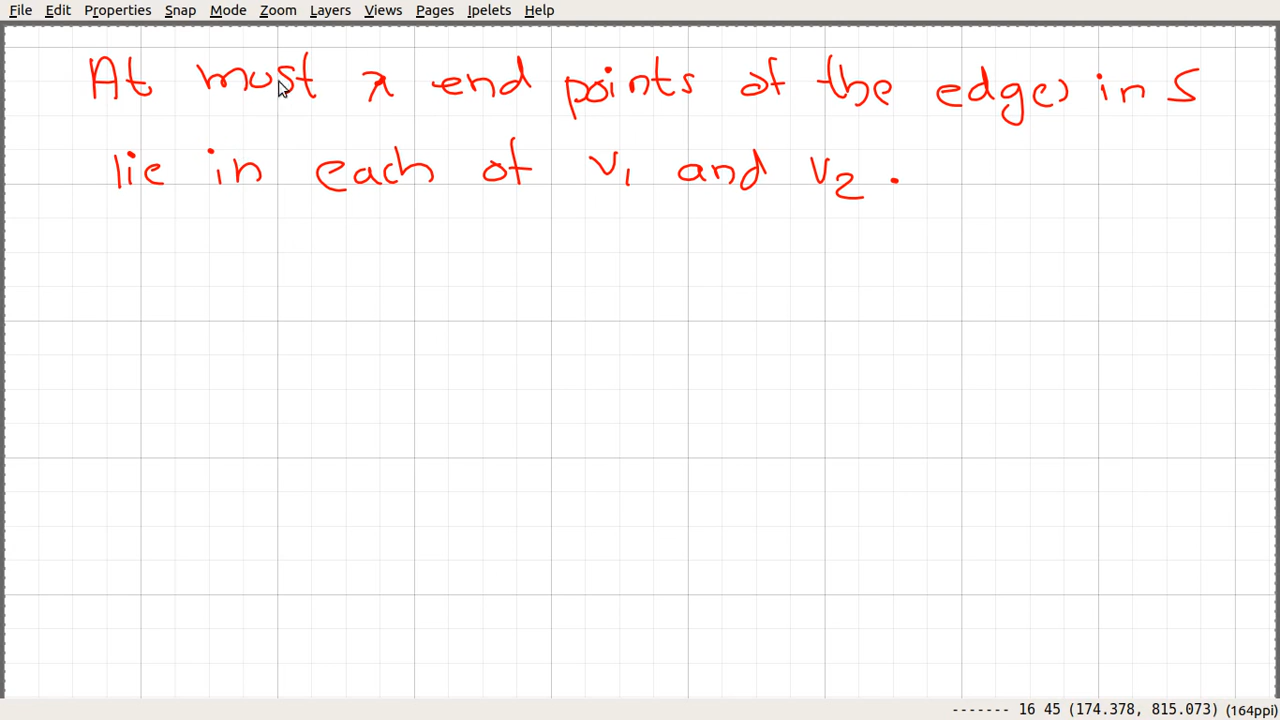 File Edit Properties Snap Mode Zoom Layers Views Pages Ipelets Help
At most end points of the edges in S
lie in each of V1 and V2.
------- 16 45 (174.378, 815.073) (164ppi)